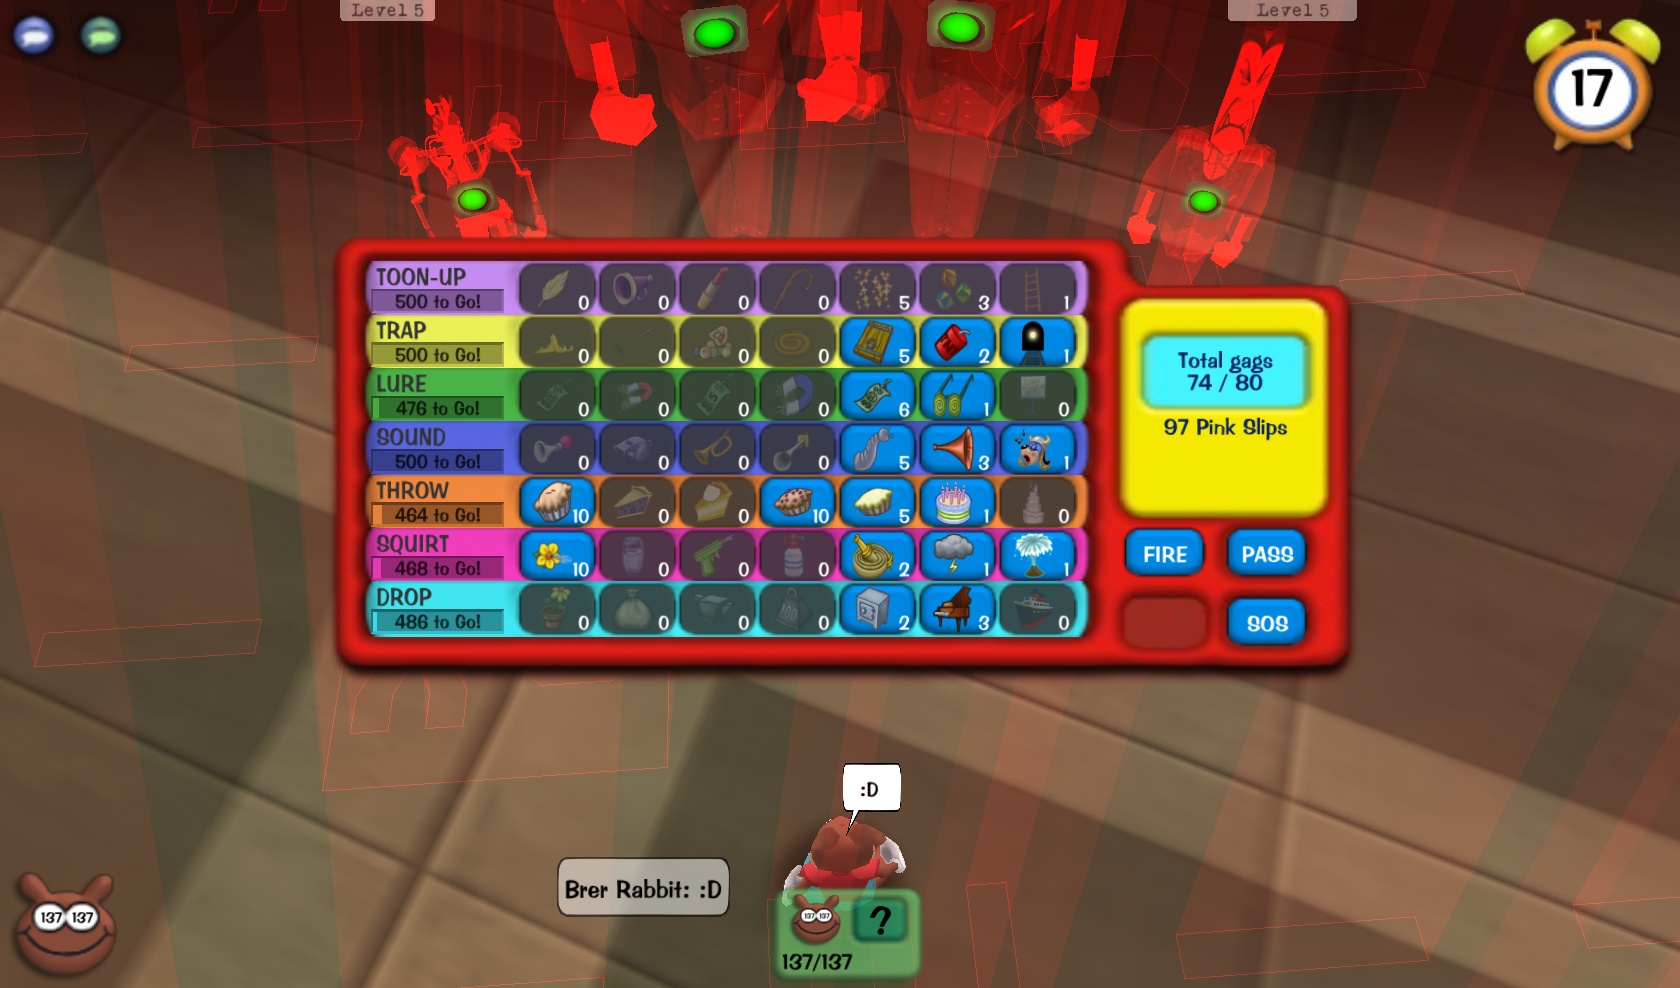 Level 5
Level 5
17
TOON-UP
500 to Go!
0
0
0
0
5
3
1
TRAP
500 to Go!
0
0
0
0
5
2
1
LURE
476 to Go!
0
0
0
0
6
1
0
SOUND
500 to Go!
0
0
0
0
5
3
1
THROW
464 to Go!
10
0
0
10
5
1
0
SQUIRT
468 to Go!
10
0
0
0
2
1
1
DROP
486 to Go!
0
0
0
0
2
3
0
Total gags
74 / 80
97 Pink Slips
FIRE
PASS
SOS
:D
Brer Rabbit: :D
137 137
137 137
?
137/137